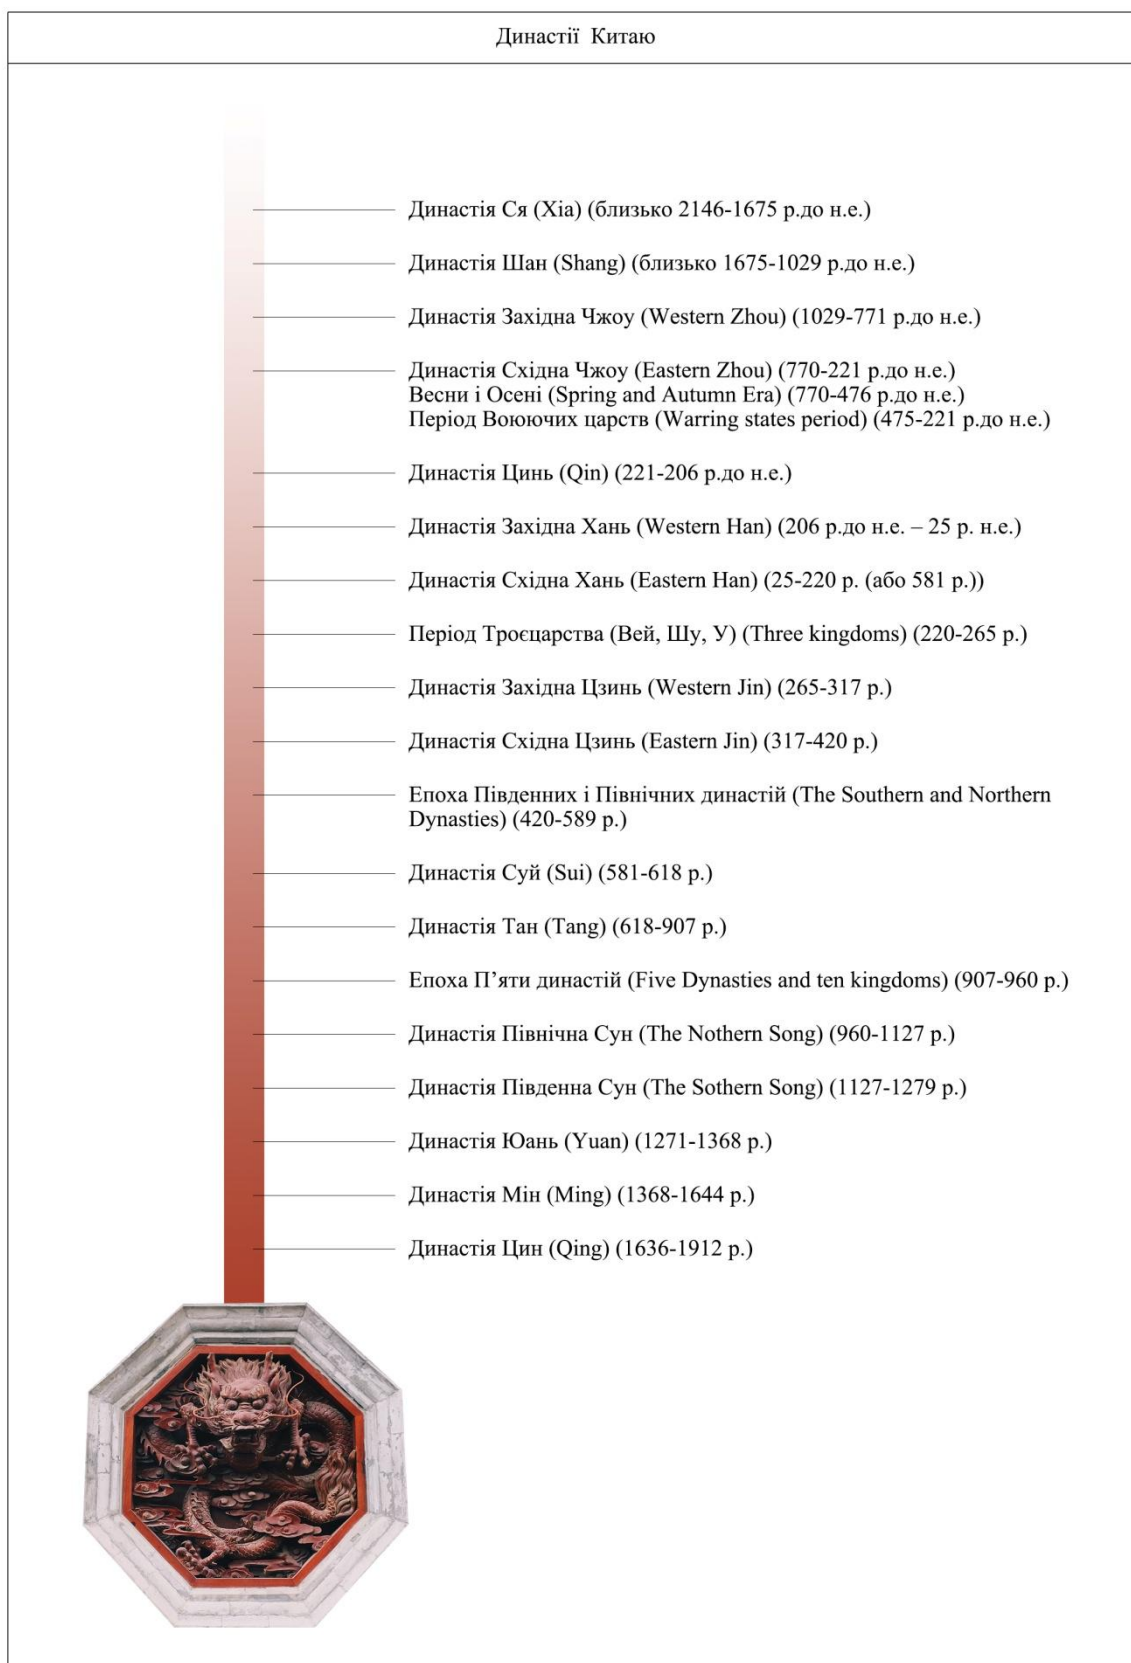 Династії Китаю
Династія Ся (Xia) (близько 2146-1675 р.до н.е.)
Династія Шан (Shang) (близько 1675-1029 р.до н.е.)
Династія Західна Чжоу (Western Zhou) (1029-771 р.до н.е.)
Династія Східна Чжоу (Eastern Zhou) (770-221 р.до н.е.)
Весни і Осені (Spring and Autumn Era) (770-476 р.до н.е.)
Період Воюючих царств (Warring states period) (475-221 р.до н.е.)
Династія Цинь (Qin) (221-206 р.до н.е.)
Династія Західна Хань (Western Han) (206 р.до н.е. – 25 р. н.е.)
Династія Східна Хань (Eastern Han) (25-220 р. (або 581 р.))
Період Троєцарства (Вей, Шу, У) (Three kingdoms) (220-265 р.)
Династія Західна Цзинь (Western Jin) (265-317 р.)
Династія Східна Цзинь (Eastern Jin) (317-420 р.)
Епоха Південних і Північних династій (The Southern and Northern
Dynasties) (420-589 р.)
Династія Суй (Sui) (581-618 р.)
Династія Тан (Tang) (618-907 р.)
Епоха П’яти династій (Five Dynasties and ten kingdoms) (907-960 р.)
Династія Північна Сун (The Nothern Song) (960-1127 р.)
Династія Південна Сун (The Sothern Song) (1127-1279 р.)
Династія Юань (Yuan) (1271-1368 р.)
Династія Мін (Ming) (1368-1644 р.)
Династія Цин (Qing) (1636-1912 р.)